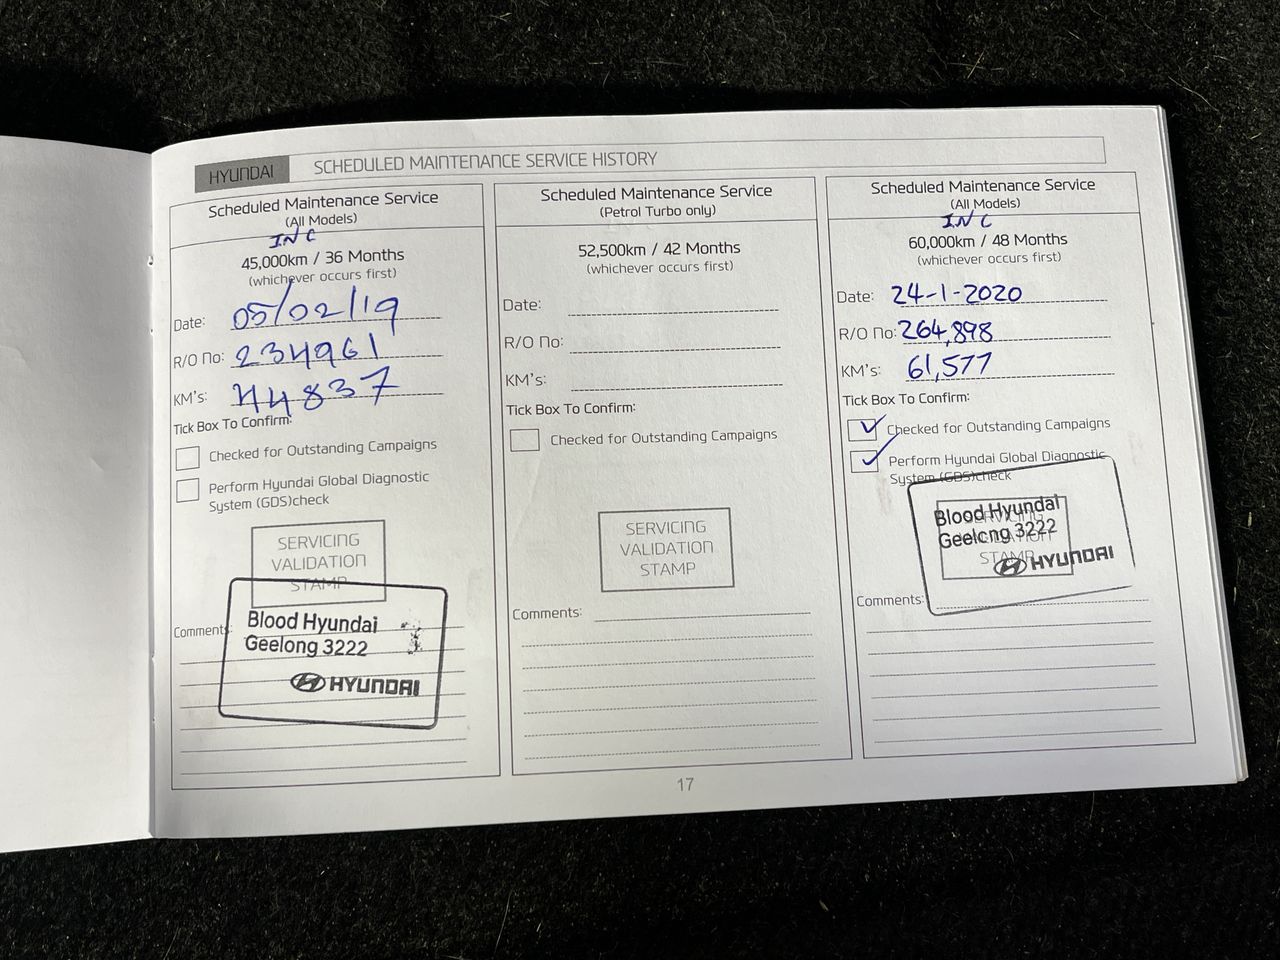 HYUNDAI SCHEDULED MAINTENANCE SERVICE HISTORY
Scheduled Maintenance Service
(All Models)
INC
45,000km / 36 Months
(whichever occurs first)
Date: 05/02/19
R/O No: 234961
KM's: 44837
Tick Box To Confirm:
Checked for Outstanding Campaigns
Perform Hyundai Global Diagnostic
System (GDS)check
SERVICING
VALIDATION
STAMP
Comments:
Blood Hyundai
Geelong 3222
HYUNDAI
Scheduled Maintenance Service
(Petrol Turbo only)
52,500km / 42 Months
(whichever occurs first)
Date:
R/O No:
KM's:
Tick Box To Confirm:
Checked for Outstanding Campaigns
SERVICING
VALIDATION
STAMP
Comments:
Scheduled Maintenance Service
(All Models)
INC
60,000km / 48 Months
(whichever occurs first)
Date: 24-1-2020
R/O No: 264,898
KM's: 61,577
Tick Box To Confirm:
Checked for Outstanding Campaigns
Perform Hyundai Global Diagnostic
System (GDS)check
SERVICING
VALIDATION
STAMP
Blood Hyundai
Geelong 3222
HYUNDAI
Comments:
17